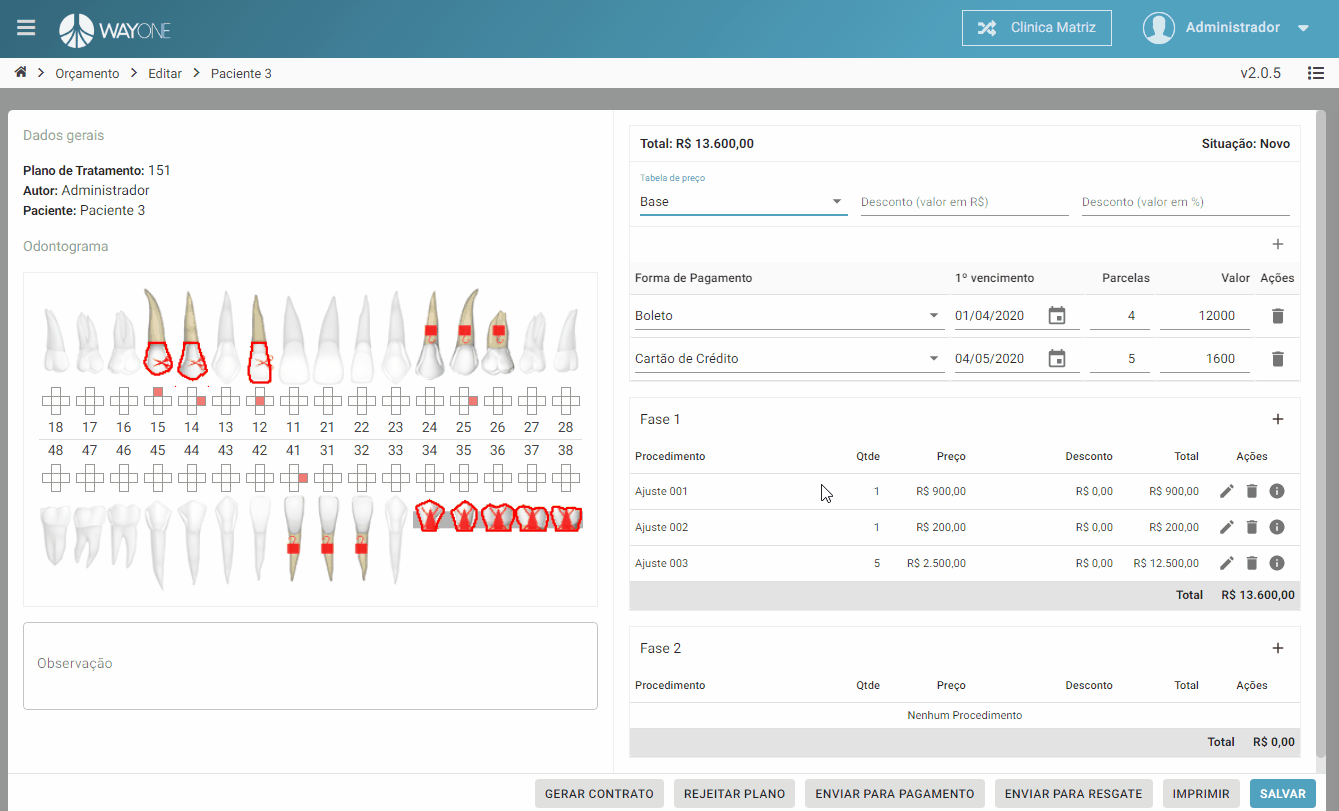 WAYONE
Clinica Matriz
Administrador
Orçamento
Editar
Paciente 3
v2.0.5
Dados gerais
Plano de Tratamento: 151
Autor: Administrador
Paciente: Paciente 3
Odontograma
18 17 16 15 14 13 12 11 21 22 23 24 25 26 27 28
48 47 46 45 44 43 42 41 31 32 33 34 35 36 37 38
Observação
Total: R$ 13.600,00 Situação: Novo
Tabela de preço
Base Desconto (valor em R$) Desconto (valor em %)
Forma de Pagamento 1º vencimento Parcelas Valor Ações
Boleto 01/04/2020 4 12000
Cartão de Crédito 04/05/2020 5 1600
Fase 1
Procedimento Qtde Preço Desconto Total Ações
Ajuste 001 1 R$ 900,00 R$ 0,00 R$ 900,00
Ajuste 002 1 R$ 200,00 R$ 0,00 R$ 200,00
Ajuste 003 5 R$ 2.500,00 R$ 0,00 R$ 12.500,00
Total R$ 13.600,00
Fase 2
Procedimento Qtde Preço Desconto Total Ações
Nenhum Procedimento
Total R$ 0,00
GERAR CONTRATO REJEITAR PLANO ENVIAR PARA PAGAMENTO ENVIAR PARA RESGATE IMPRIMIR SALVAR